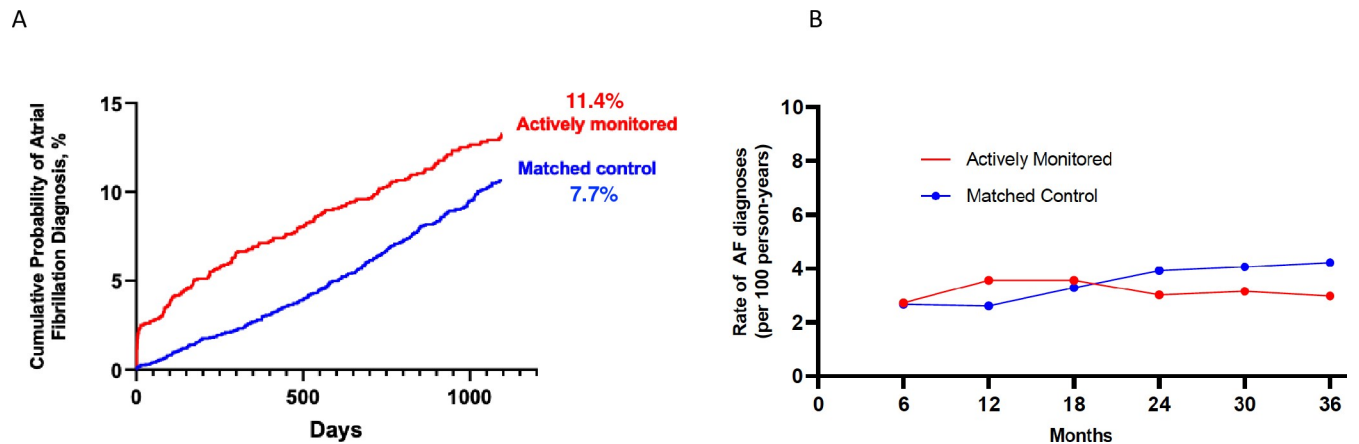 A
Cumulative Probability of Atrial
Fibrillation Diagnosis, %
15
10
5
0
0
500
1000
Days
11.4%
Actively monitored
Matched control
7.7%
B
Rate of AF diagnoses
(per 100 person-years)
10
8
6
4
2
0
Actively Monitored
Matched Control
0
6
12
18
24
30
36
Months